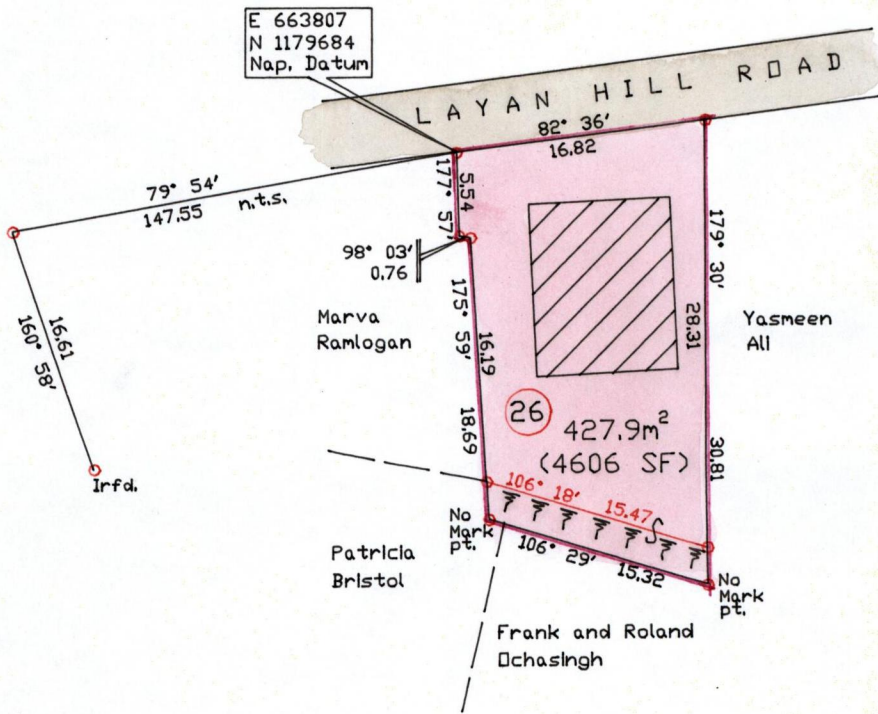 E 663807
N 1179684
Nap. Datum
LAYAN HILL ROAD
82° 36'
16.82
79° 54'
147.55 n.t.s.
177° 57'
5.54
98° 03'
0.76
175° 59'
16.19
18.69
179° 30'
28.31
30.81
160° 58'
16.61
Irfd.
Marva
Ramlogan
Yasmeen
Ali
26
427.9m²
(4606 SF)
106° 18' 15.47
No
Mark
pt.
106° 29' 15.32
No
Mark
pt.
Patricia
Bristol
Frank and Roland
Ochasingh